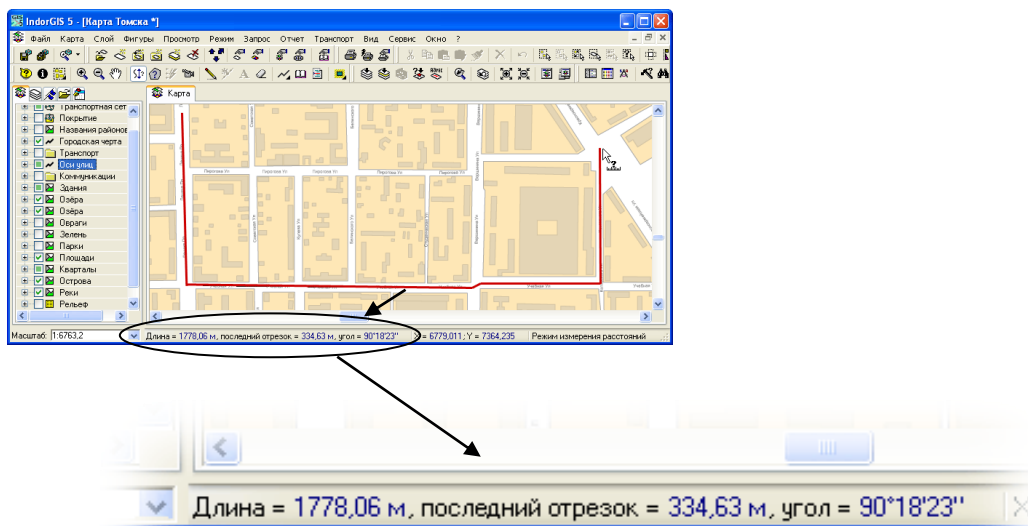 IndorGIS 5 - [Карта Томска *]
Файл Карта Слой Фигуры Просмотр Режим Запрос Отчет Транспорт Вид Сервис Окно ?
Карта
Транспортная сет
Покрытие
Названия районов
Городская черта
Транспорт
Оси улиц
Коммуникации
Здания
Озёра
Озёра
Овраги
Зелень
Парки
Площади
Кварталы
Острова
Реки
Рельеф
Масштаб: 1:6763,2
Длина = 1778,06 м, последний отрезок = 334,63 м, угол = 90°18'23'' X = 6779,011; Y = 7364,235 Режим измерения расстояний
Длина = 1778,06 м, последний отрезок = 334,63 м, угол = 90°18'23''